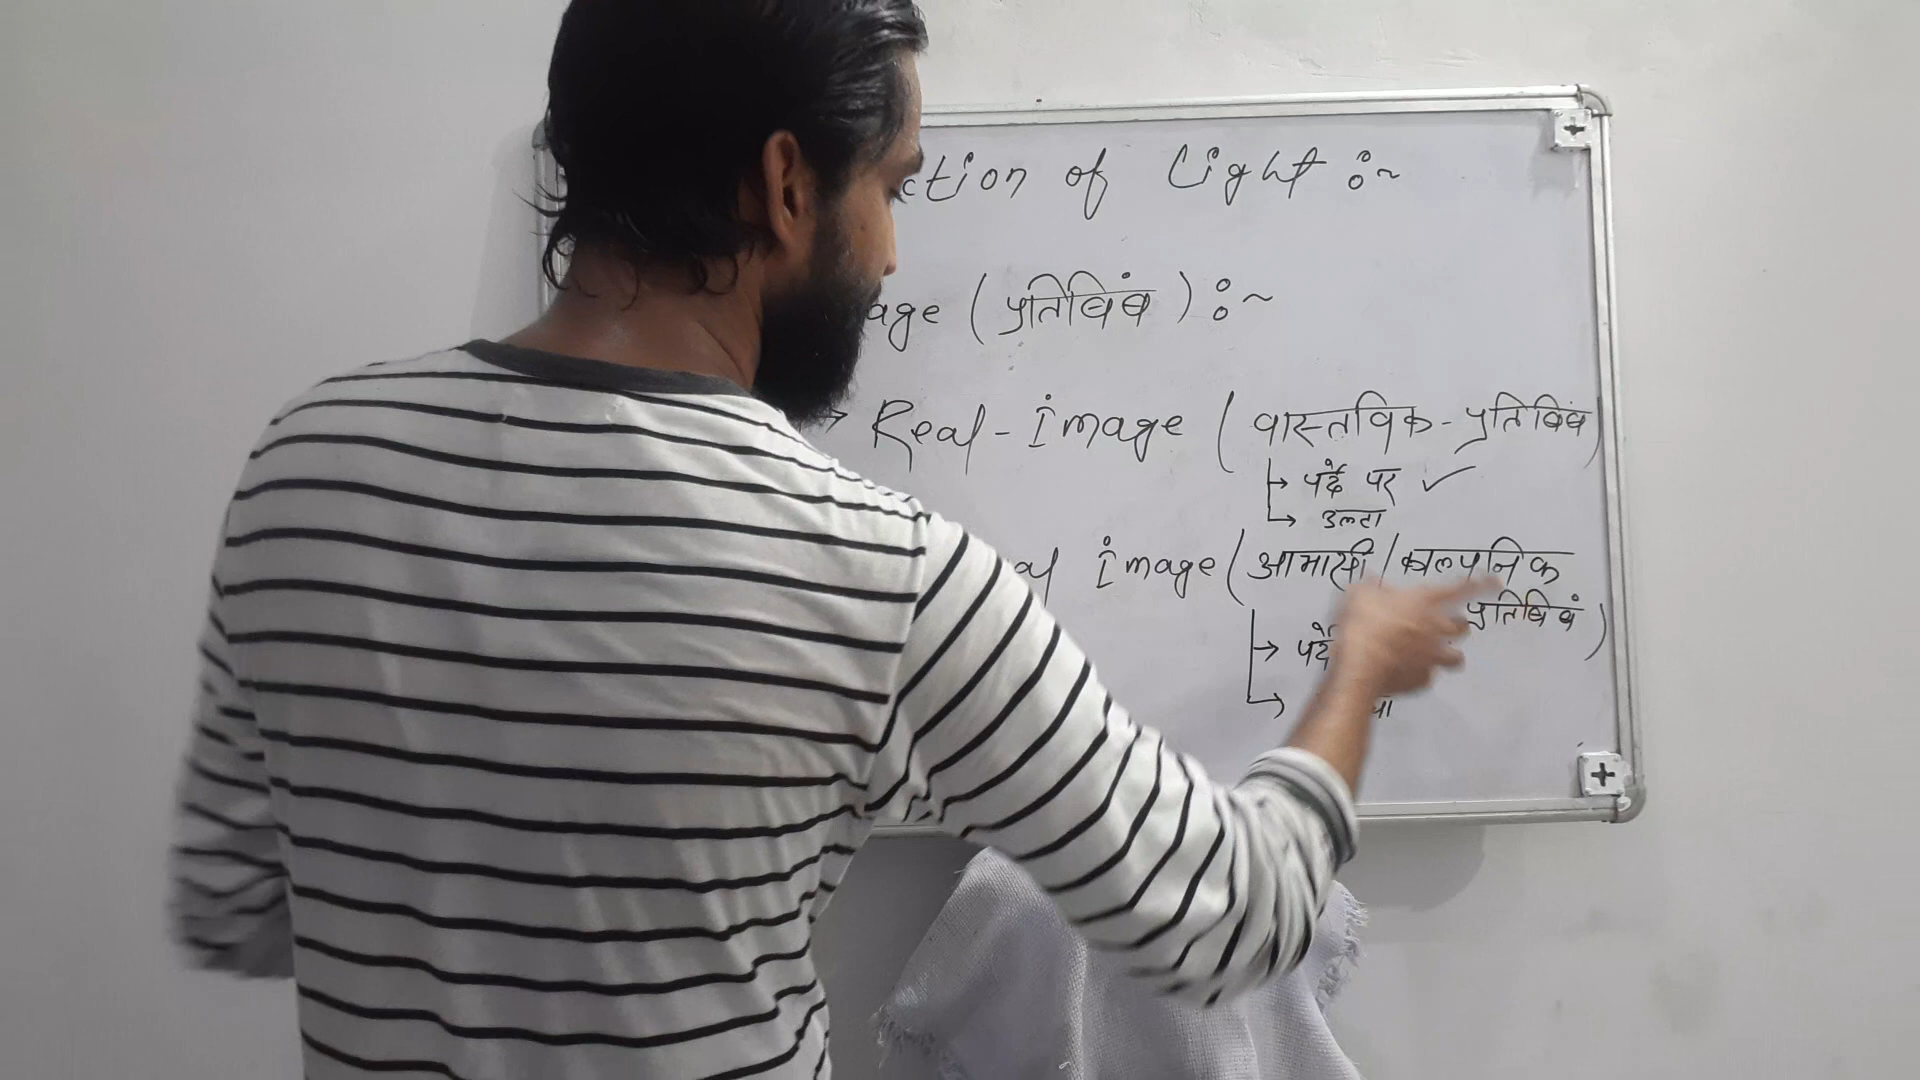 ction of Light :~
age (प्रतिबिंब) :~
→ Real-image (वास्तविक-प्रतिबिंब)
→ पर्दे पर ✓
→ उल्टा
al image (आभासी/काल्पनिक
प्रतिबिंब)
→ पर्दे
→